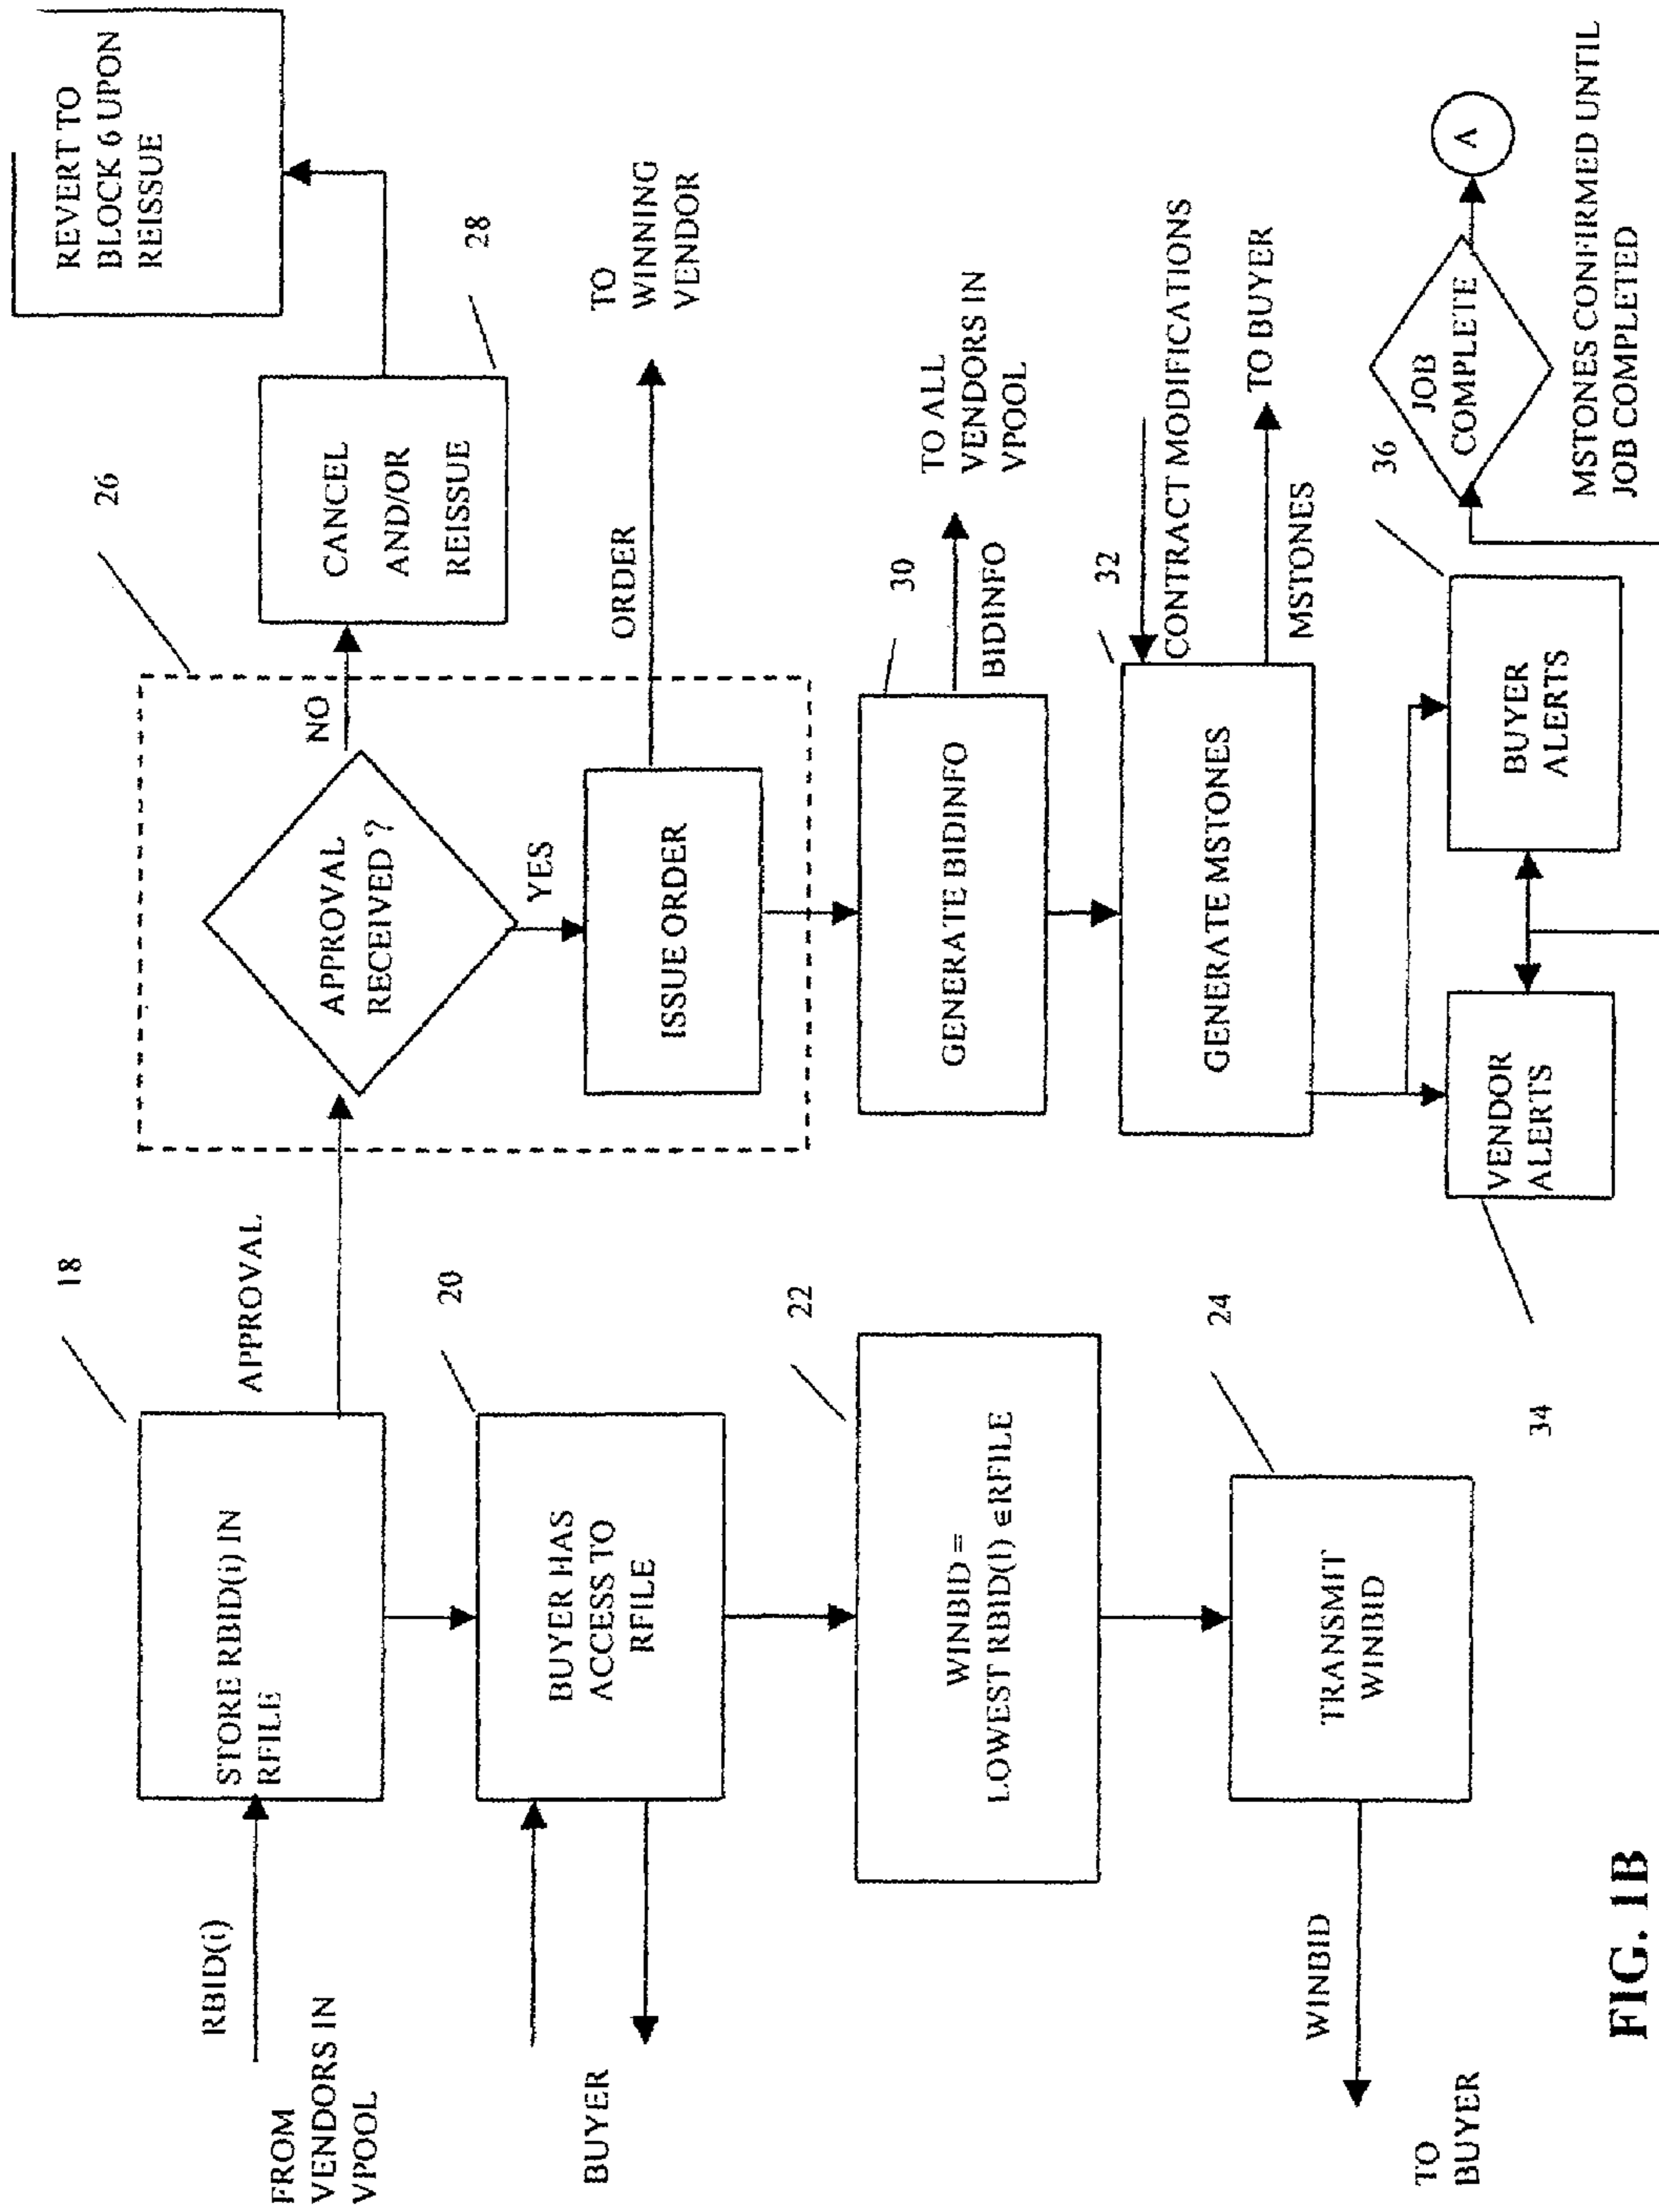 RBID(i)
FROM
VENDORS IN
VPOOL
18
STORE RBID(i) IN
RFILE
APPROVAL
BUYER
20
BUYER HAS
ACCESS TO
RFILE
22
WINBID =
LOWEST RBID(I) ∈ RFILE
24
TRANSMIT
WINBID
WINBID
TO
BUYER
26
APPROVAL
RECEIVED ?
NO
YES
ISSUE ORDER
ORDER
TO
WINNING
VENDOR
28
CANCEL
AND/OR
REISSUE
REVERT TO
BLOCK 6 UPON
REISSUE
30
GENERATE BIDINFO
BIDINFO
TO ALL
VENDORS IN
VPOOL
32
GENERATE MSTONES
CONTRACT MODIFICATIONS
MSTONES
TO BUYER
34
VENDOR
ALERTS
36
BUYER
ALERTS
JOB
COMPLETE
A
MSTONES CONFIRMED UNTIL
JOB COMPLETED
FIG. 1B